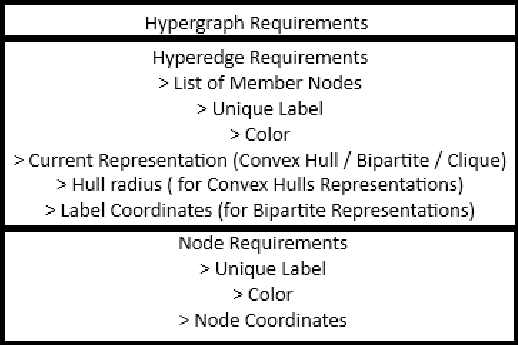 Hypergraph Requirements
Hyperedge Requirements
> List of Member Nodes
> Unique Label
> Color
> Current Representation (Convex Hull / Bipartite / Clique)
> Hull radius ( for Convex Hulls Representations)
> Label Coordinates (for Bipartite Representations)
Node Requirements
> Unique Label
> Color
> Node Coordinates